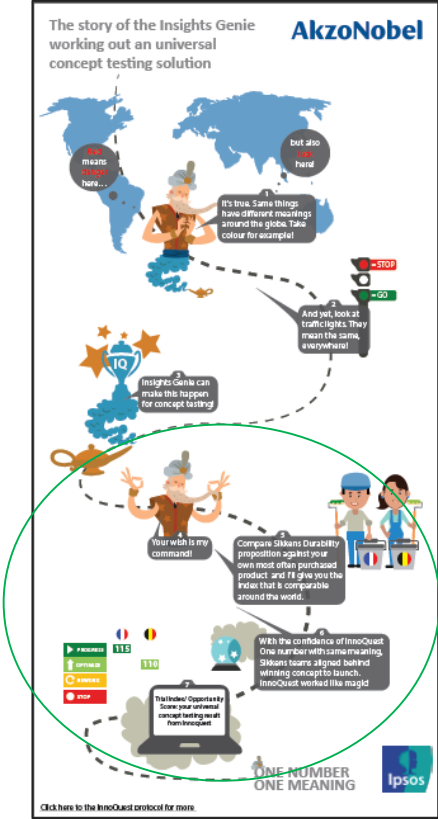 The story of the Insights Genie
working out an universal
concept testing solution
AkzoNobel
means
here...
but also
here!
1
It's true. Same things
have different meanings
around the globe. Take
colour for example!
=STOP
=GO
2
And yet, look at
traffic lights. They
mean the same,
everywhere!
IQ
3
Insights Genie can
make this happen
for concept testing!
4
Your wish is my
command!
5
Compare Sikkens Durability
proposition against your
own most often purchased
product and I'll give you the
index that is comparable
around the world.
6
With the confidence of InnoQuest
One number with same meaning,
Sikkens teams aligned behind
winning concept to launch.
InnoQuest worked like magic!
PROGRESS
115
OPTIMIZE
110
STOP
7
Trial Index/ Opportunity
Score: your universal
concept testing result
from Innoquest
ONE NUMBER
ONE MEANING
Ipsos
Click here to the InnoQuest protocol for more